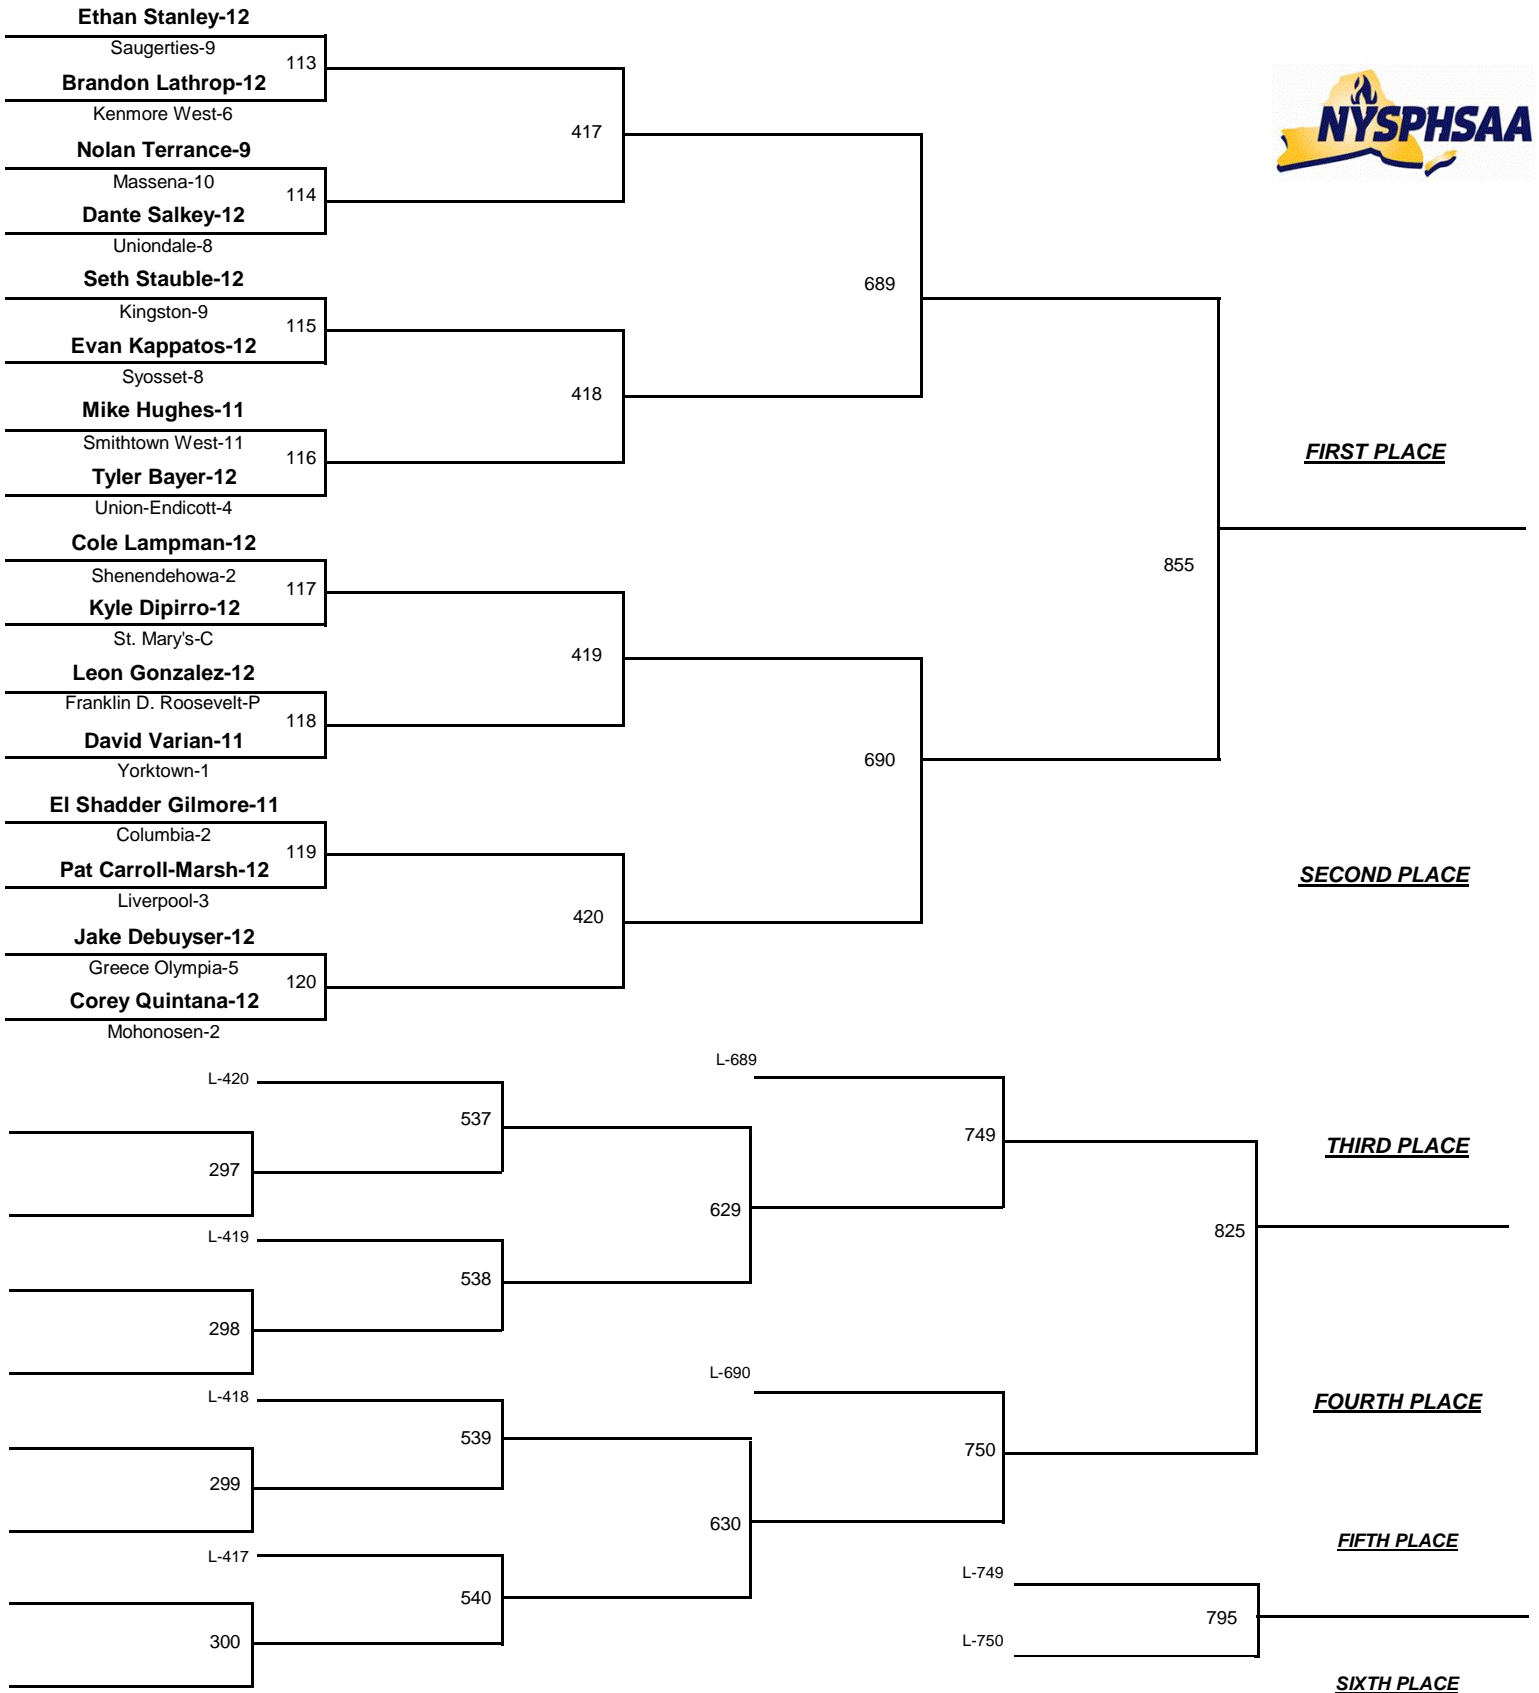 Ethan Stanley-12
Saugerties-9
113
Brandon Lathrop-12
Kenmore West-6
417
Nolan Terrance-9
Massena-10
114
Dante Salkey-12
Uniondale-8
NYSPHSAA
Seth Stauble-12
689
Kingston-9
115
Evan Kappatos-12
Syosset-8
418
Mike Hughes-11
Smithtown West-11
116
FIRST PLACE
Tyler Bayer-12
Union-Endicott-4
Cole Lampman-12
855
Shenendehowa-2
117
Kyle Dipirro-12
St. Mary's-C
419
Leon Gonzalez-12
Franklin D. Roosevelt-P
118
David Varian-11
690
Yorktown-1
El Shadder Gilmore-11
Columbia-2
119
Pat Carroll-Marsh-12
SECOND PLACE
Liverpool-3
420
Jake Debuyser-12
Greece Olympia-5
120
Corey Quintana-12
Mohonosen-2
L-689
L-420
537
749
THIRD PLACE
297
629
L-419
825
538
298
L-690
L-418
FOURTH PLACE
539
750
299
630
FIFTH PLACE
L-417
L-749
540
795
300
L-750
SIXTH PLACE